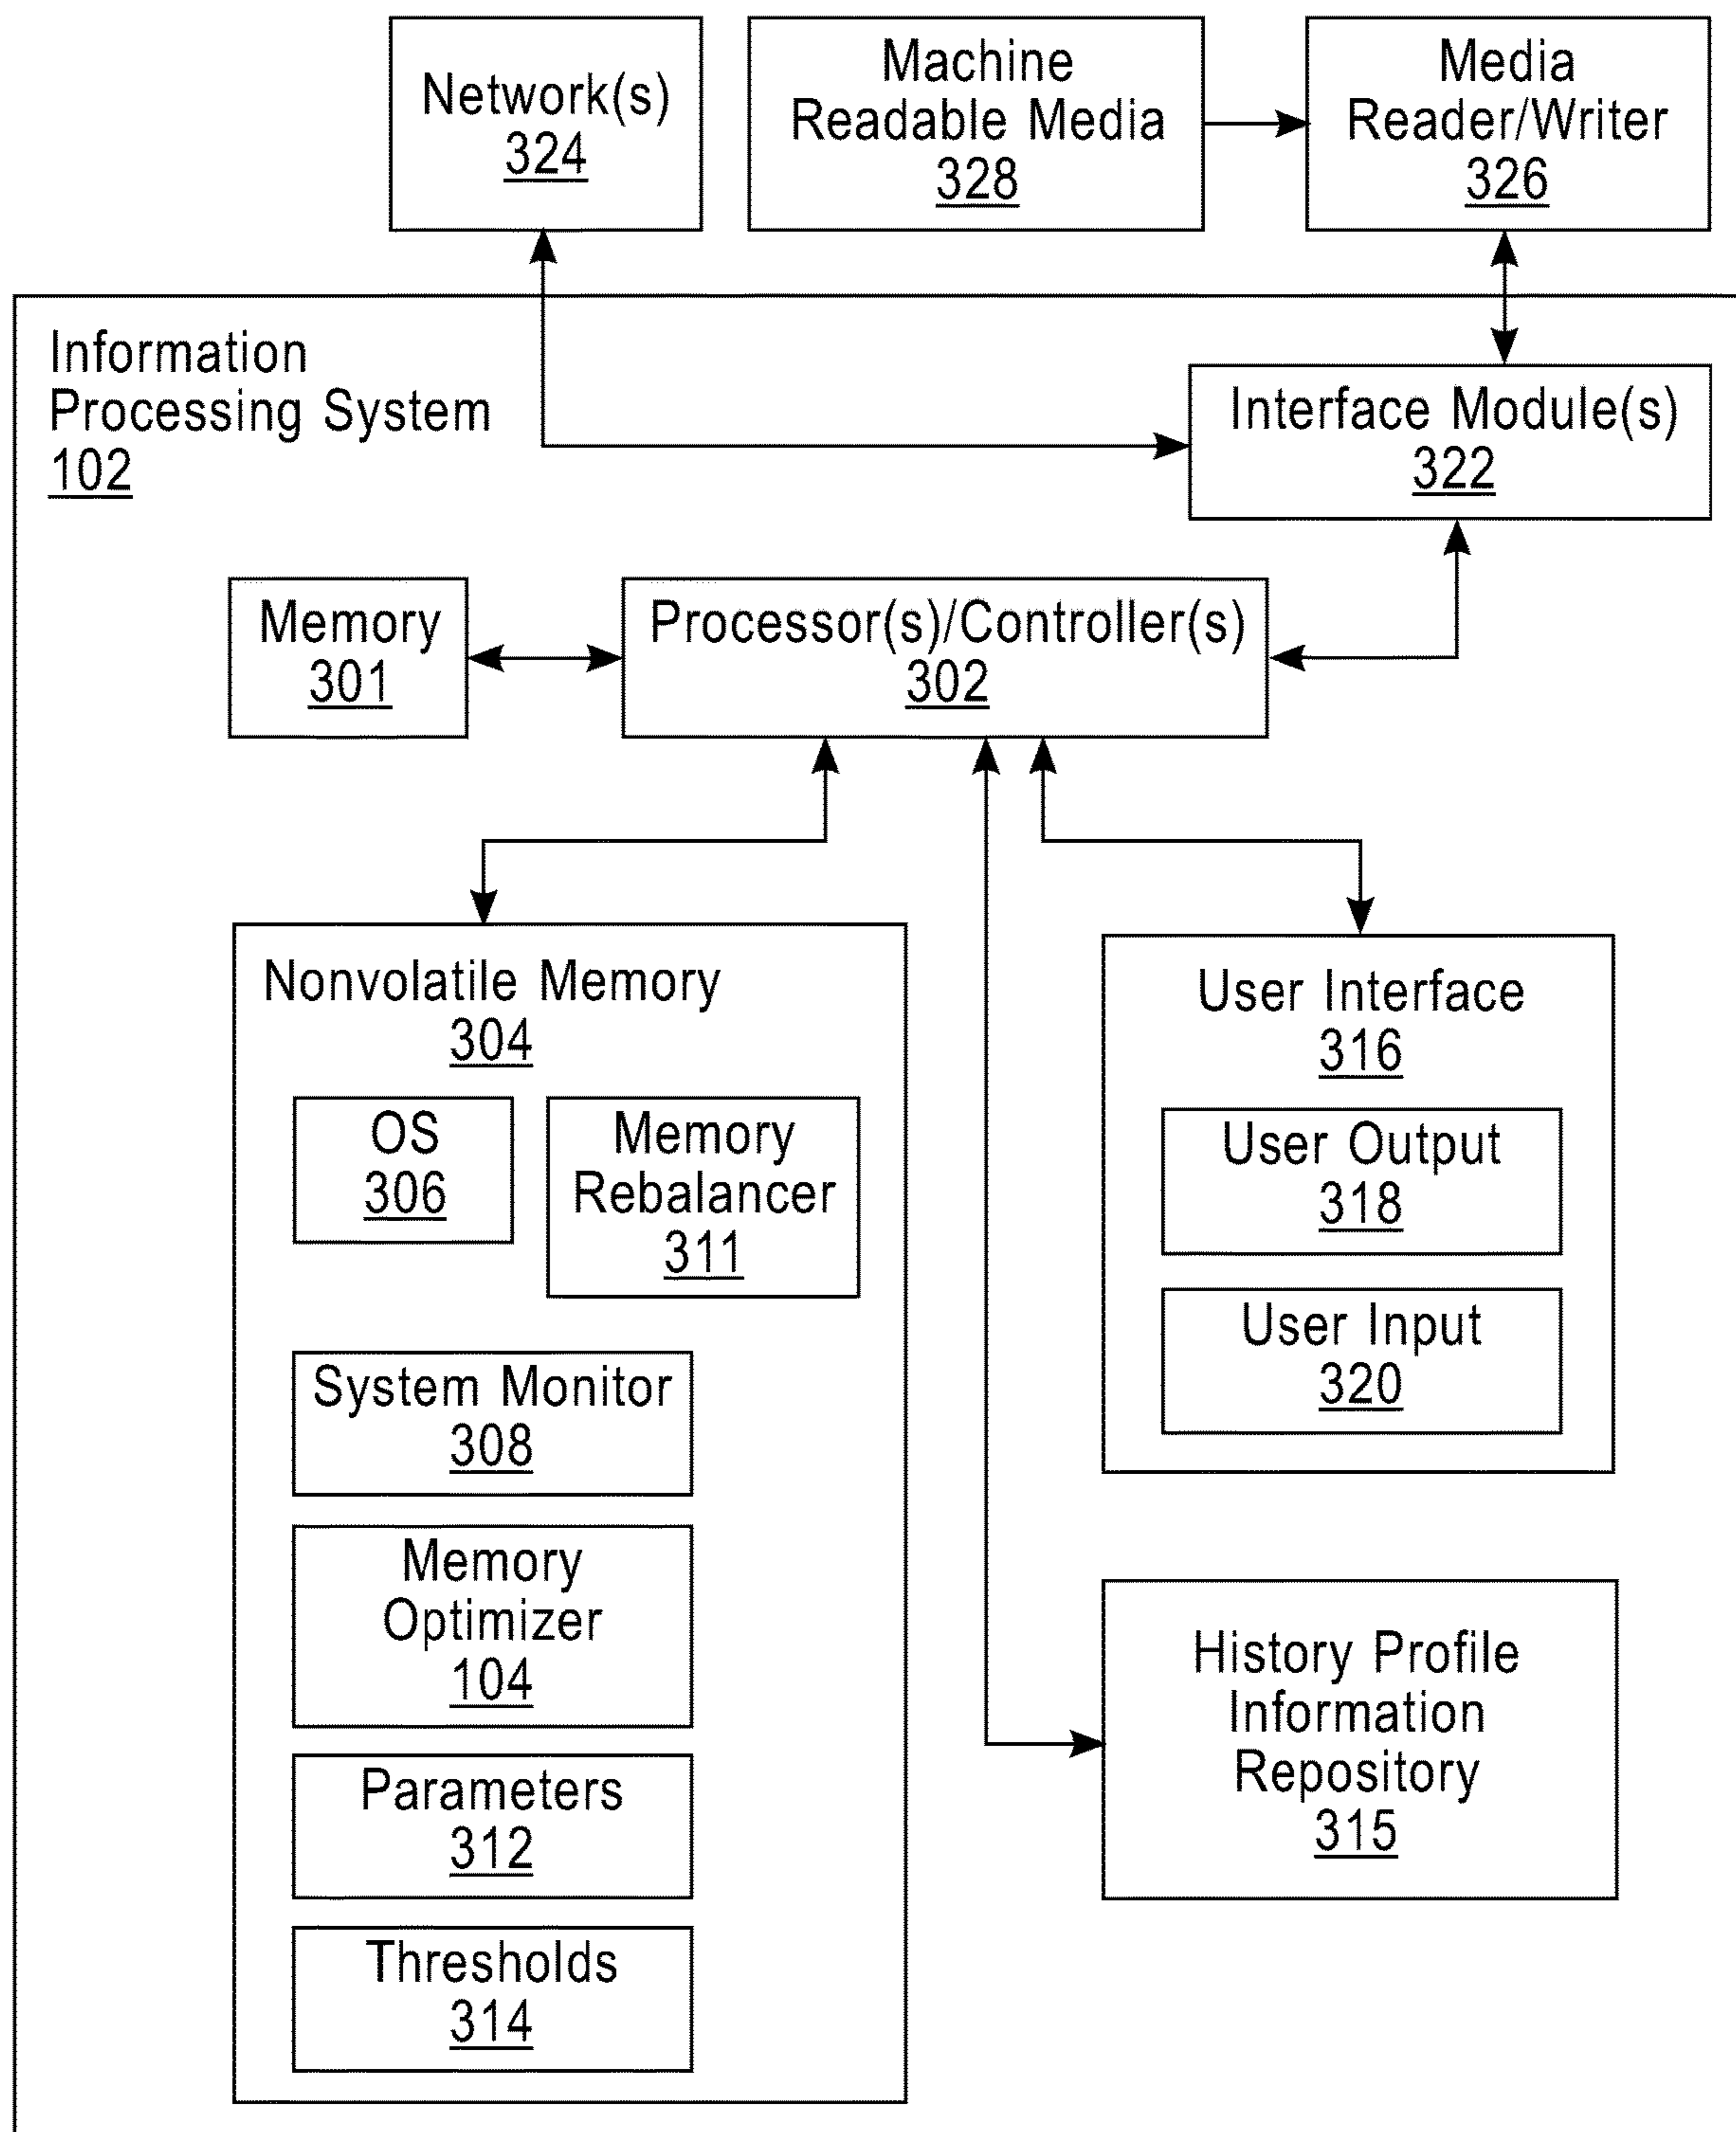 Network(s)
324
Machine
Readable Media
328
Media
Reader/Writer
326
Information
Processing System
102
Interface Module(s)
322
Memory
301
Processor(s)/Controller(s)
302
Nonvolatile Memory
304
OS
306
Memory
Rebalancer
311
System Monitor
308
Memory
Optimizer
104
Parameters
312
Thresholds
314
User Interface
316
User Output
318
User Input
320
History Profile
Information
Repository
315